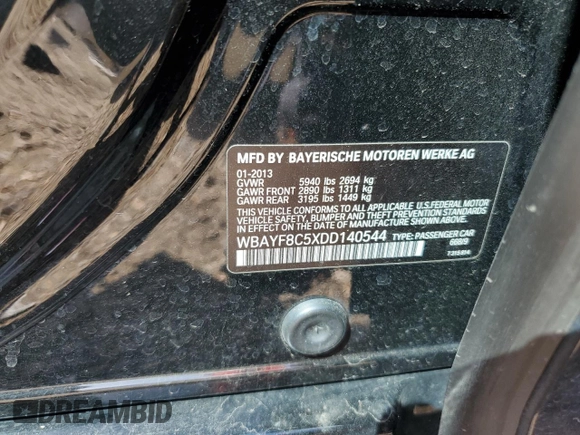 MFD BY BAYERISCHE MOTOREN WERKE AG
01-2013
GVWR 5940 lbs 2694 kg
GAWR FRONT 2890 lbs 1311 kg
GAWR REAR 3195 lbs 1449 kg
THIS VEHICLE CONFORMS TO ALL APPLICABLE U.S.FEDERAL MOTOR
VEHICLE SAFETY, BUMPER AND THEFT PREVENTION STANDARDS
IN EFFECT ON THE DATE OF MANUFACTURE SHOWN ABOVE.
WBAYF8C5XDD140544 TYPE: PASSENGER CAR
668/9
DREAMBID